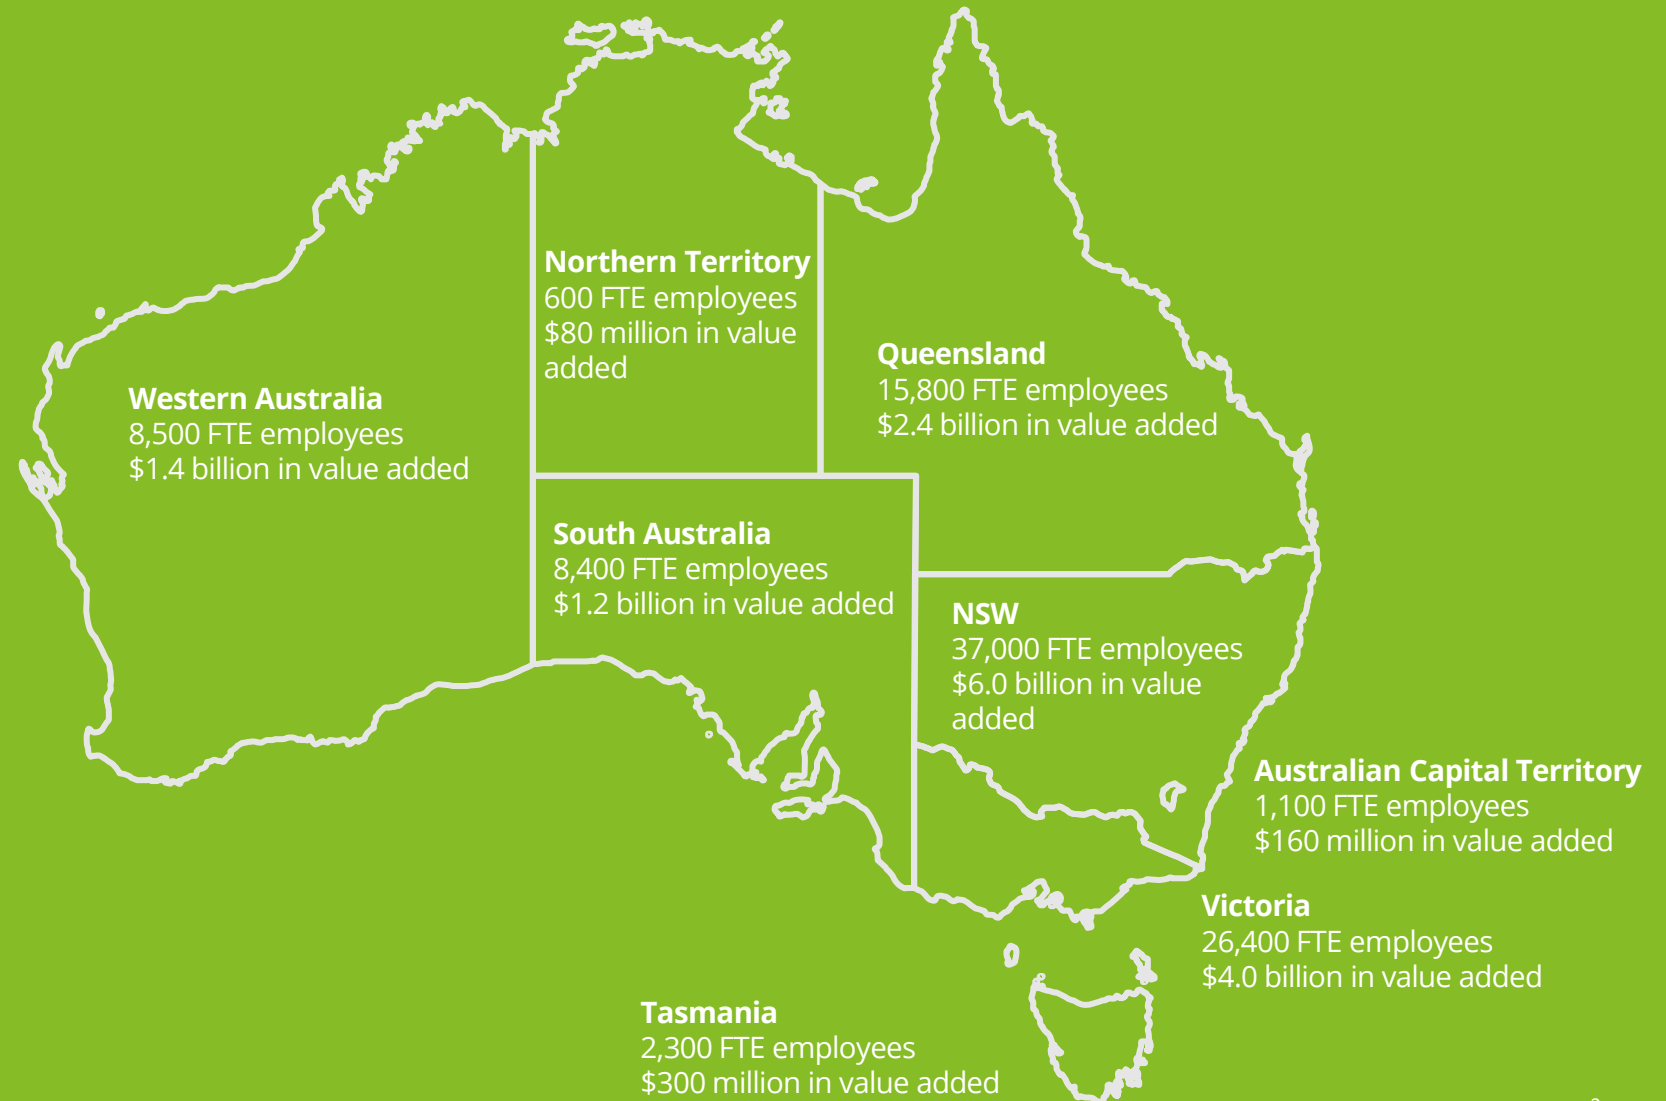 Northern Territory
600 FTE employees
$80 million in value
added
Queensland
15,800 FTE employees
$2.4 billion in value added
Western Australia
8,500 FTE employees
$1.4 billion in value added
South Australia
8,400 FTE employees
$1.2 billion in value added
NSW
37,000 FTE employees
$6.0 billion in value
added
Australian Capital Territory
1,100 FTE employees
$160 million in value added
Victoria
26,400 FTE employees
$4.0 billion in value added
Tasmania
2,300 FTE employees
$300 million in value added